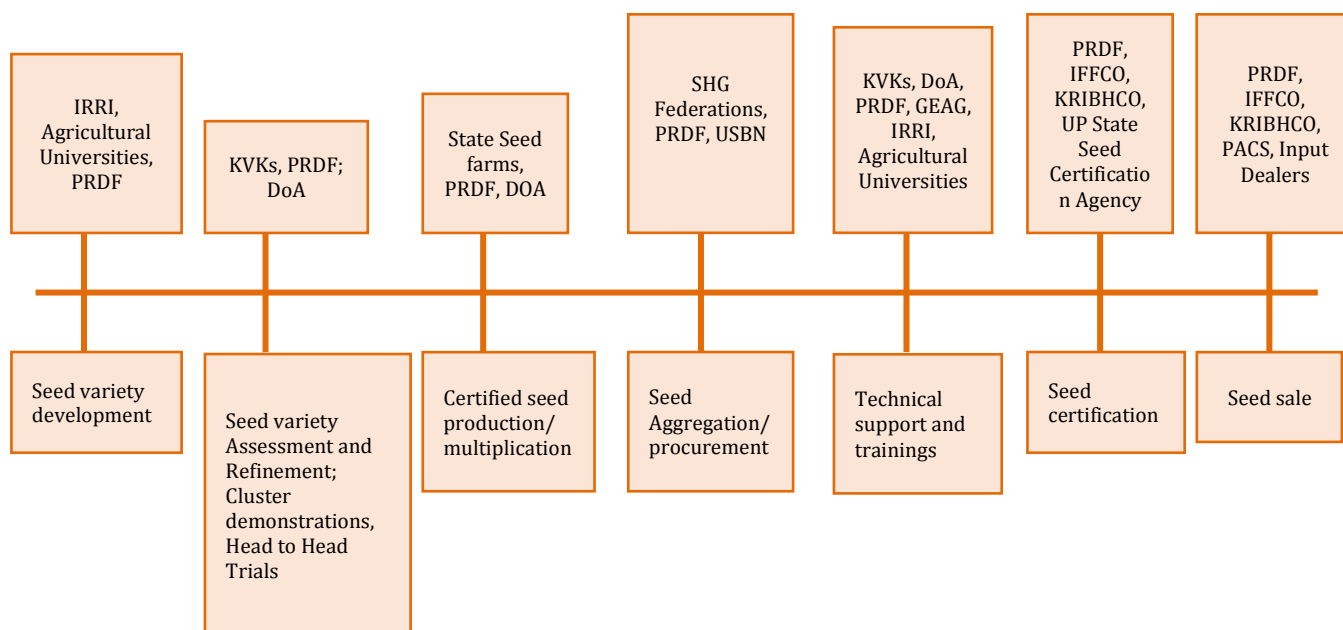 IRRI,
Agricultural
Universities,
PRDF
KVKs, PRDF;
DoA
State Seed
farms,
PRDF, DOA
SHG
Federations,
PRDF, USBN
KVKs, DoA,
PRDF, GEAG,
IRRI,
Agricultural
Universities
PRDF,
IFFCO,
KRIBHCO,
UP State
Seed
Certificatio
n Agency
PRDF,
IFFCO,
KRIBHCO,
PACS, Input
Dealers
Seed variety
development
Seed variety
Assessment and
Refinement;
Cluster
demonstrations,
Head to Head
Trials
Certified seed
production/
multiplication
Seed
Aggregation/
procurement
Technical
support and
trainings
Seed
certification
Seed sale